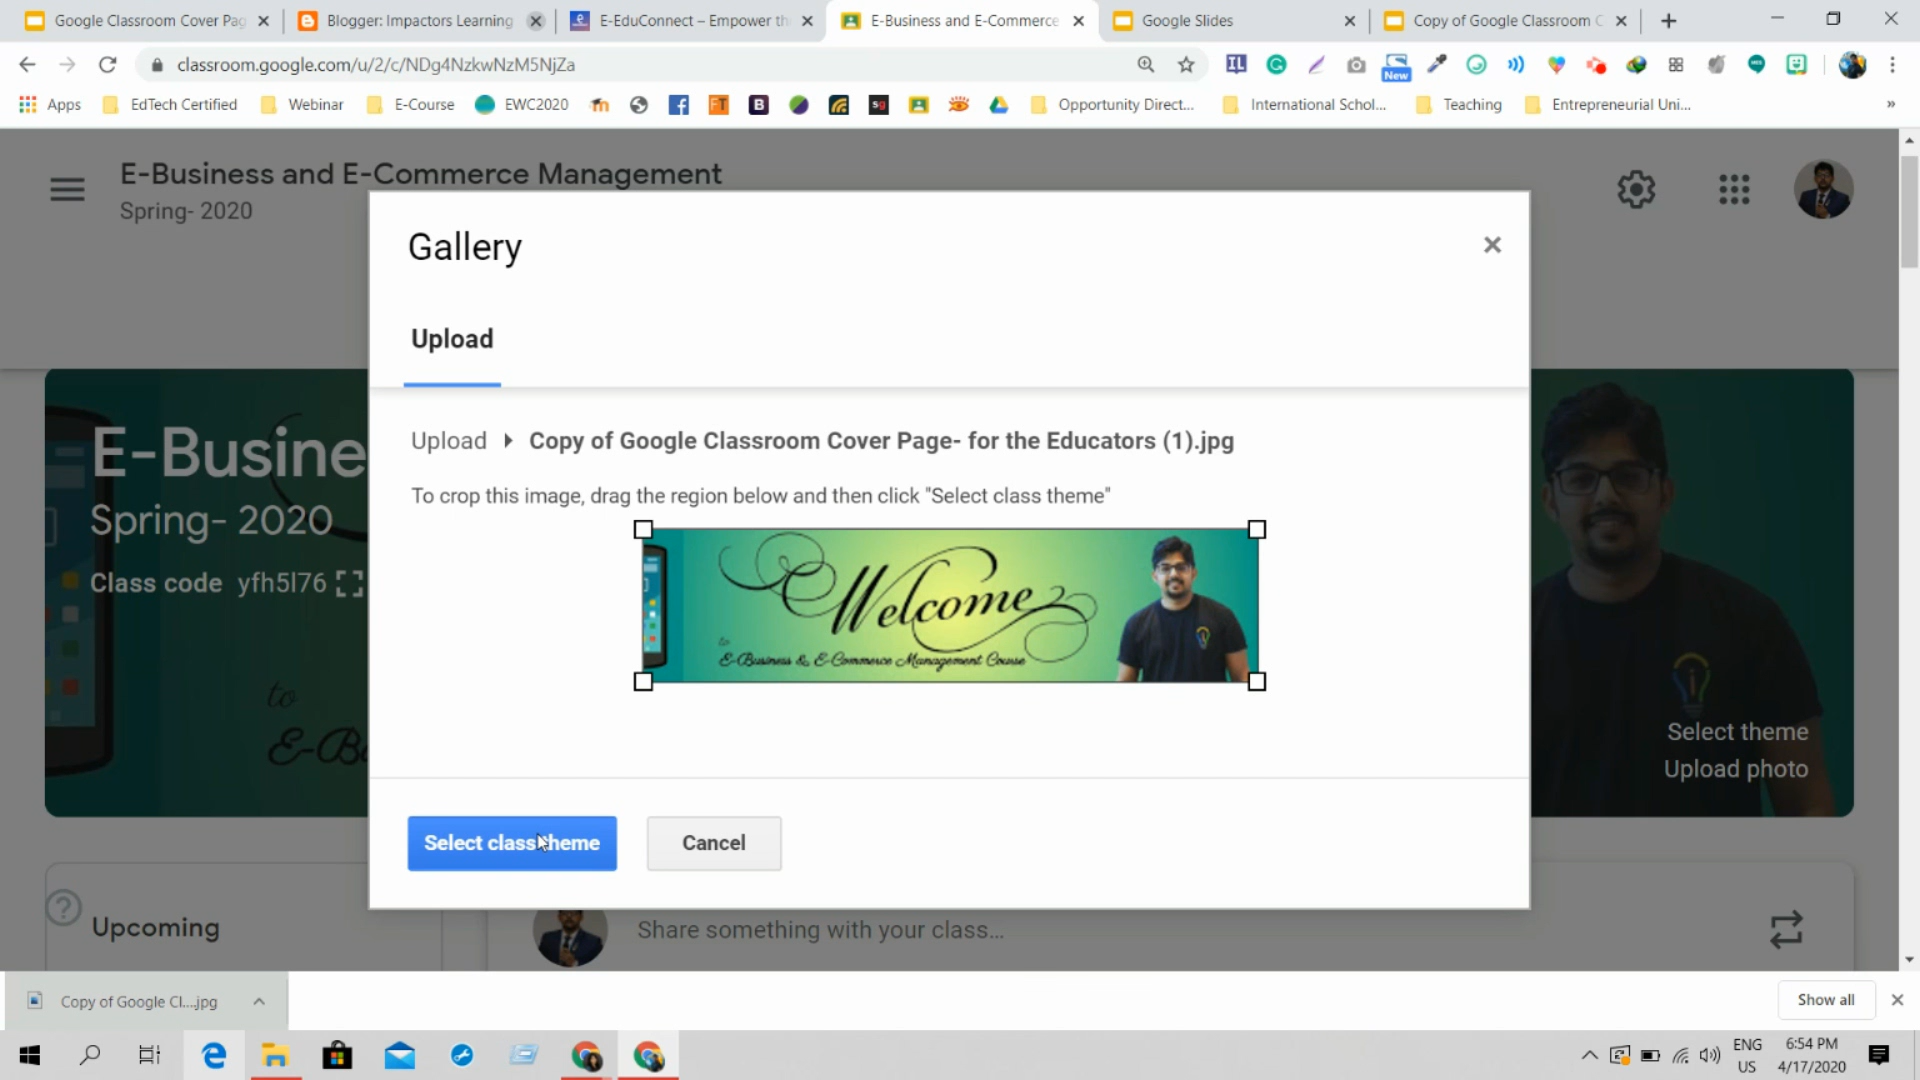 Google Classroom Cover Pag
Blogger: Impactors Learning
E-EduConnect – Empower th
E-Business and E-Commerce
Google Slides
Copy of Google Classroom C
classroom.google.com/u/2/c/NDg4NzkwNzM5NjZa
New
Apps
EdTech Certified
Webinar
E-Course
EWC2020
Opportunity Direct...
International Schol...
Teaching
Entrepreneurial Uni...
»
E-Business and E-Commerce Management
Spring- 2020
Gallery
Upload
Upload
Copy of Google Classroom Cover Page- for the Educators (1).jpg
To crop this image, drag the region below and then click "Select class theme"
Welcome
to
E-Business & E-Commerce Management Course
E-Busine
Spring- 2020
Class code yfh5l76
to
E-Bu
Select theme
Upload photo
Select class theme
Cancel
Upcoming
Share something with your class...
Copy of Google Cl....jpg
Show all
ENG
US
6:54 PM
4/17/2020